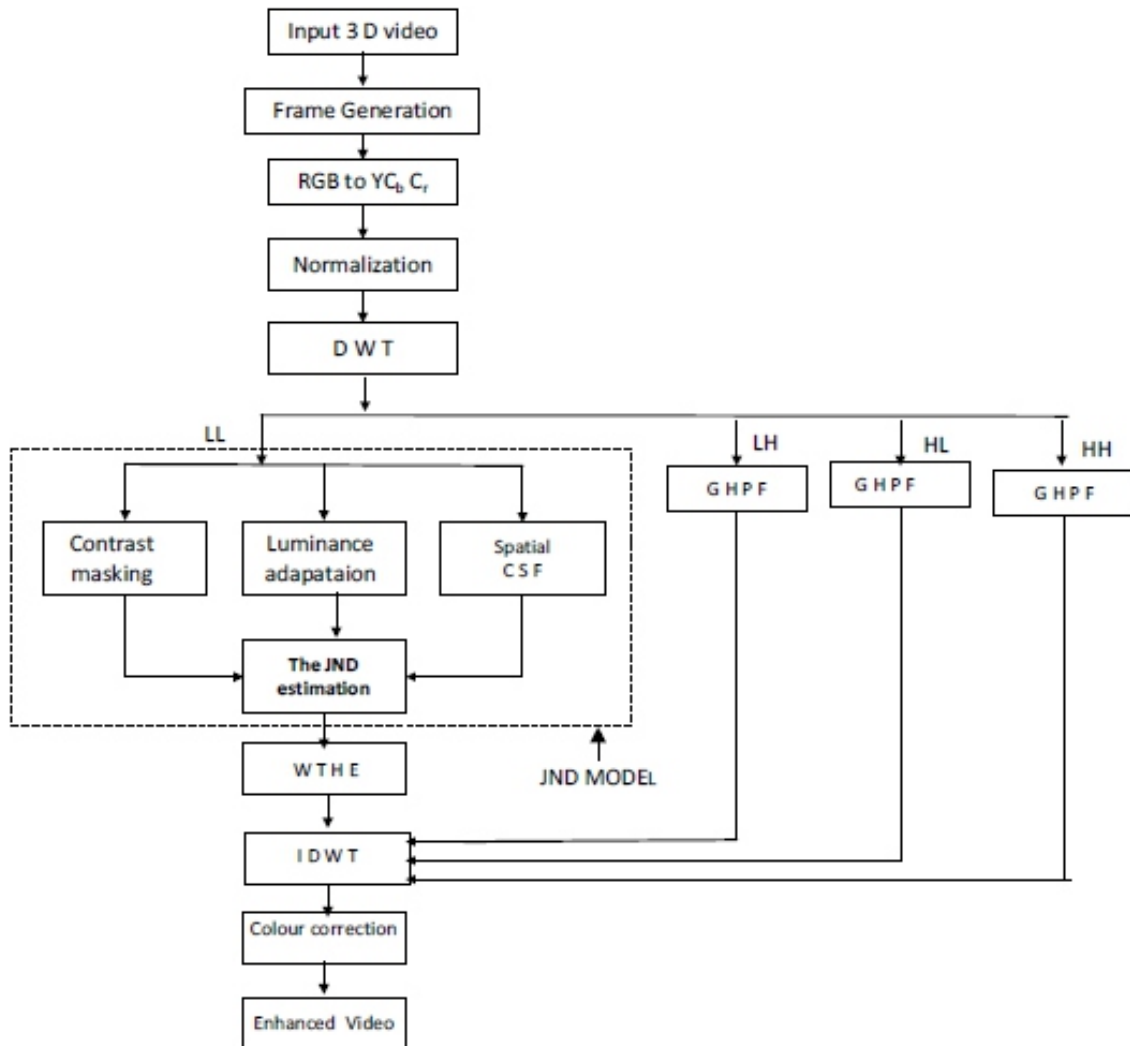 Input 3 D video
Frame Generation
RGB to YCb Cr
Normalization
D W T
LL
LH
HL
HH
G H P F
G H P F
G H P F
Contrast
masking
Luminance
adapataion
Spatial
C S F
The JND
estimation
JND MODEL
W T H E
I D W T
Colour correction
Enhanced Video